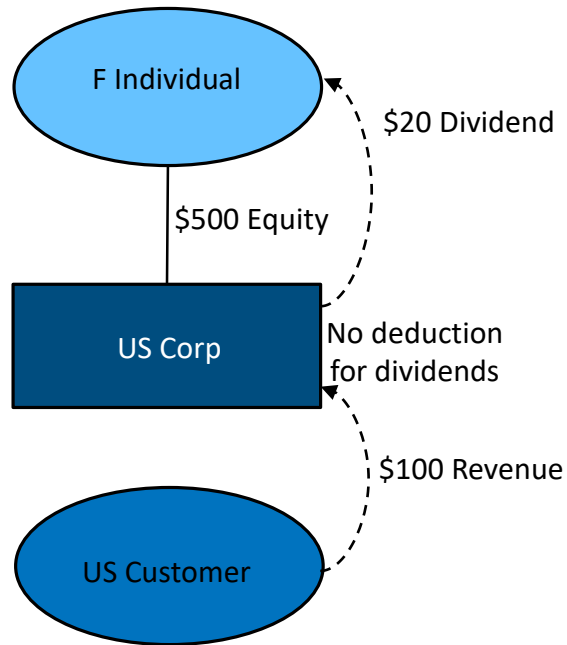 F Individual
$20 Dividend
$500 Equity
US Corp
No deduction
for dividends
$100 Revenue
US Customer